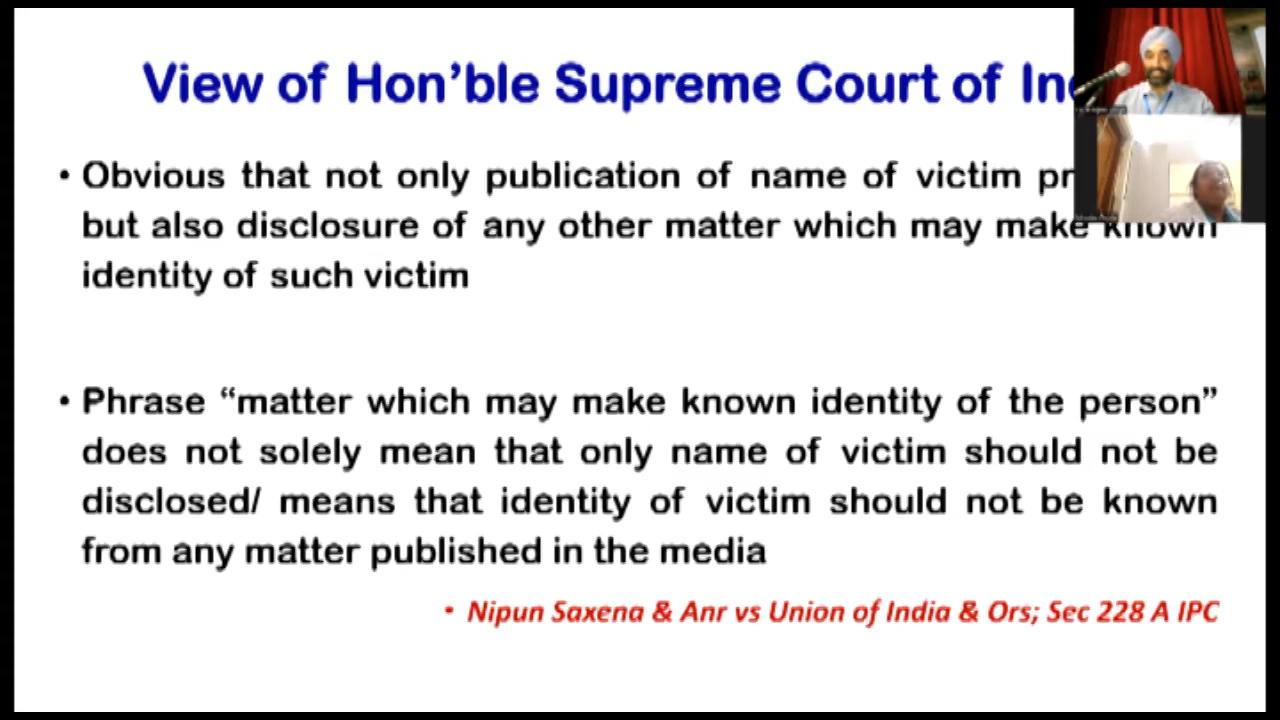 View of Hon’ble Supreme Court of
• Obvious that not only publication of name of victim
but also disclosure of any other matter which may make known
identity of such victim
• Phrase “matter which may make known identity of the person”
does not solely mean that only name of victim should not be
disclosed/ means that identity of victim should not be known
from any matter published in the media
• Nipun Saxena & Anr vs Union of India & Ors; Sec 228 A IPC